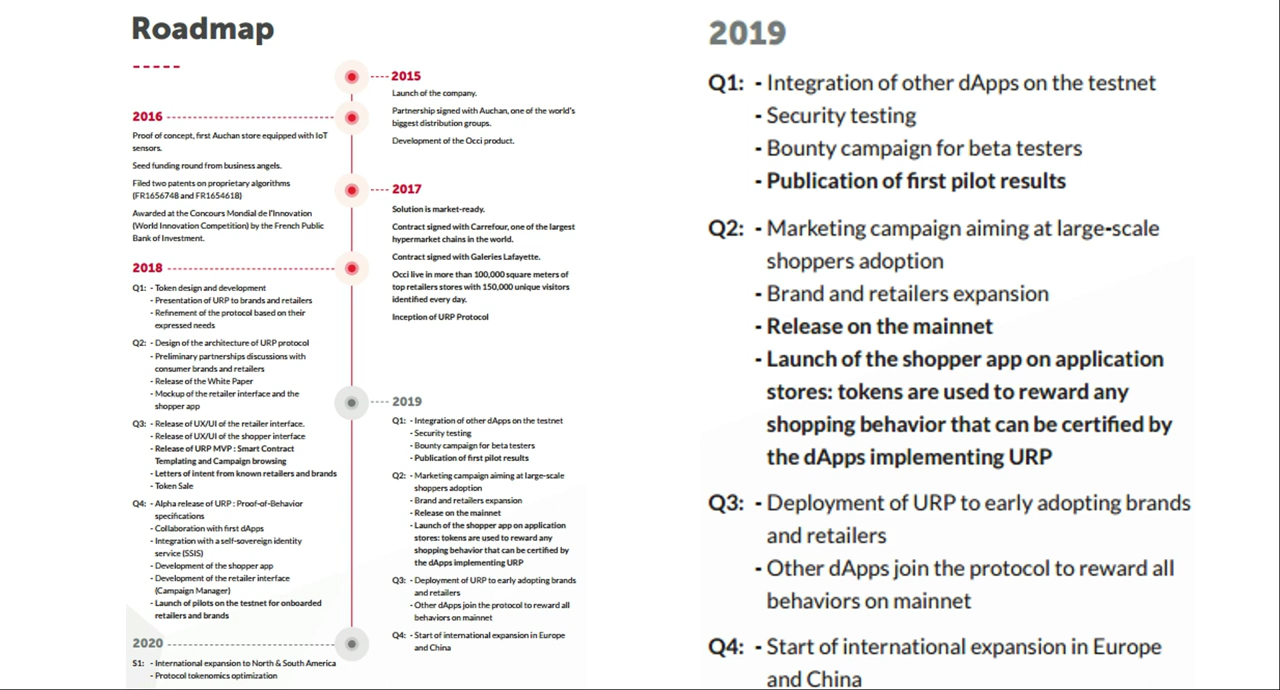 Roadmap
2015
Launch of the company.
Partnership signed with Auchan, one of the world's
biggest distribution groups.
Development of the Occi product.
2016
Proof of concept, first Auchan store equipped with IoT
sensors.
Seed funding round from business angels.
Filed two patents on proprietary algorithms
(FR1656748 and FR1654618)
Awarded at the Concours Mondial de l'Innovation
(World Innovation Competition) by the French Public
Bank of Investment.
2017
Solution is market-ready.
Contract signed with Carrefour, one of the largest
hypermarket chains in the world.
Contract signed with Galeries Lafayette.
Occi live in more than 100,000 square meters of
top retailers stores with 150,000 unique visitors
identified every day.
Inception of URP Protocol
2018
Q1: - Token design and development
- Presentation of URP to brands and retailers
- Refinement of the protocol based on their
expressed needs
Q2: - Design of the architecture of URP protocol
- Preliminary partnerships discussions with
consumer brands and retailers
- Release of the White Paper
- Mockup of the retailer interface and the
shopper app
Q3: - Release of UX/UI of the retailer interface.
- Release of UX/UI of the shopper interface
- Release of URP MVP : Smart Contract
Templating and Campaign browsing
- Letters of intent from known retailers and brands
- Token Sale
Q4: - Alpha release of URP : Proof-of-Behavior
specifications
- Collaboration with first dApps
- Integration with a self-sovereign identity
service (SSIS)
- Development of the shopper app
- Development of the retailer interface
(Campaign Manager)
- Launch of pilots on the testnet for onboarded
retailers and brands
2019
Q1: - Integration of other dApps on the testnet
- Security testing
- Bounty campaign for beta testers
- Publication of first pilot results
Q2: - Marketing campaign aiming at large-scale
shoppers adoption
- Brand and retailers expansion
- Release on the mainnet
- Launch of the shopper app on application
stores: tokens are used to reward any
shopping behavior that can be certified by
the dApps implementing URP
Q3: - Deployment of URP to early adopting brands
and retailers
- Other dApps join the protocol to reward all
behaviors on mainnet
Q4: - Start of international expansion in Europe
and China
2020
S1: - International expansion to North & South America
- Protocol tokenomics optimization
2019
Q1: - Integration of other dApps on the testnet
- Security testing
- Bounty campaign for beta testers
- Publication of first pilot results
Q2: - Marketing campaign aiming at large-scale
shoppers adoption
- Brand and retailers expansion
- Release on the mainnet
- Launch of the shopper app on application
stores: tokens are used to reward any
shopping behavior that can be certified by
the dApps implementing URP
Q3: - Deployment of URP to early adopting brands
and retailers
- Other dApps join the protocol to reward all
behaviors on mainnet
Q4: - Start of international expansion in Europe
and China